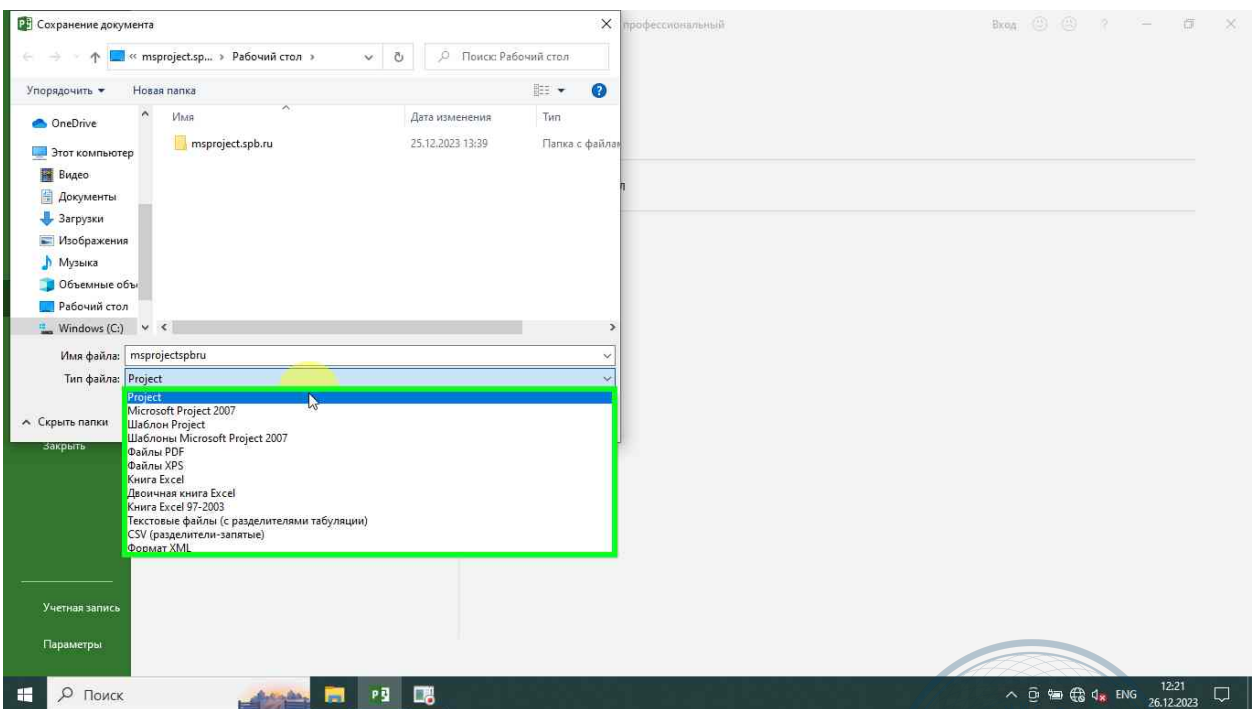 Сохранение документа
профессиональный
Вход
« msproject.sp... › Рабочий стол ›
Поиск: Рабочий стол
Упорядочить
Новая папка
Имя
Дата изменения
Тип
OneDrive
msproject.spb.ru
25.12.2023 13:39
Папка с файлам
Этот компьютер
Видео
Документы
Загрузки
Изображения
Музыка
Объемные объ
Рабочий стол
Windows (C:)
л
Имя файла: msprojectspbru
Тип файла: Project
Project
Microsoft Project 2007
Скрыть папки
Шаблон Project
Шаблоны Microsoft Project 2007
Закрыть
Файлы PDF
Файлы XPS
Книга Excel
Двоичная книга Excel
Книга Excel 97-2003
Текстовые файлы (с разделителями табуляции)
CSV (разделители-запятые)
Формат XML
Учетная запись
Параметры
Поиск
ENG
12:21
26.12.2023